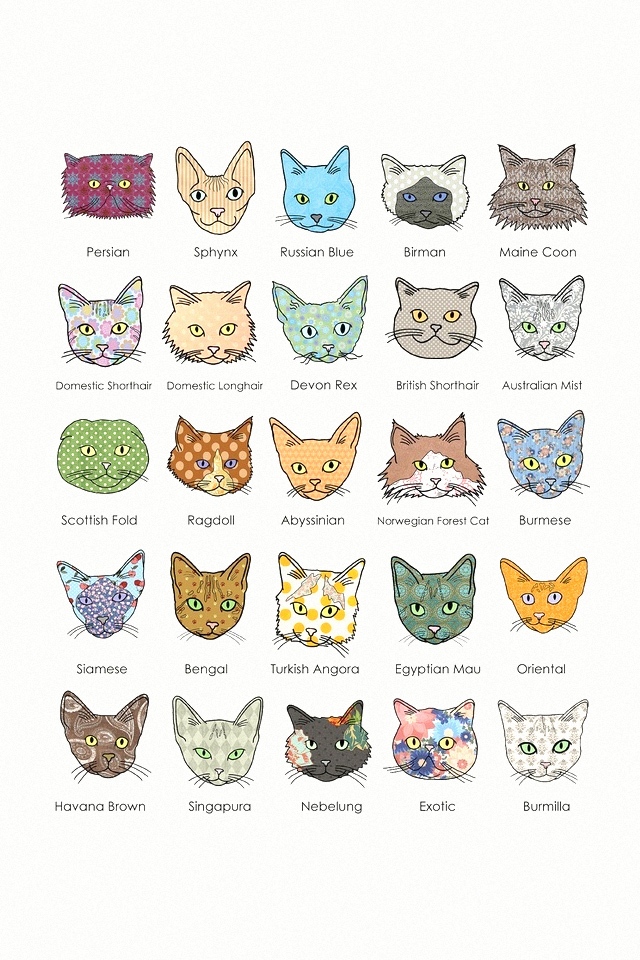 Persian
Sphynx
Russian Blue
Birman
Maine Coon
Domestic Shorthair
Domestic Longhair
Devon Rex
British Shorthair
Australian Mist
Scottish Fold
Ragdoll
Abyssinian
Norwegian Forest Cat
Burmese
Siamese
Bengal
Turkish Angora
Egyptian Mau
Oriental
Havana Brown
Singapura
Nebelung
Exotic
Burmilla